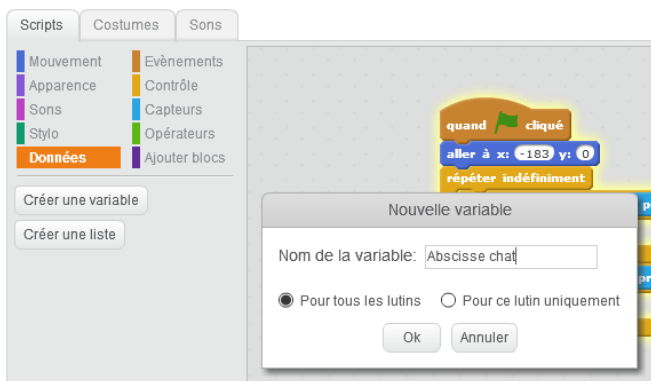 Scripts Costumes Sons
Mouvement Evènements
Apparence Contrôle
Sons Capteurs
Stylo Opérateurs
Données Ajouter blocs
Créer une variable
Créer une liste
quand cliqué
aller à x: -183 y: 0
répéter indéfiniment
Nouvelle variable
Nom de la variable: Abscisse chat
Pour tous les lutins Pour ce lutin uniquement
Ok Annuler